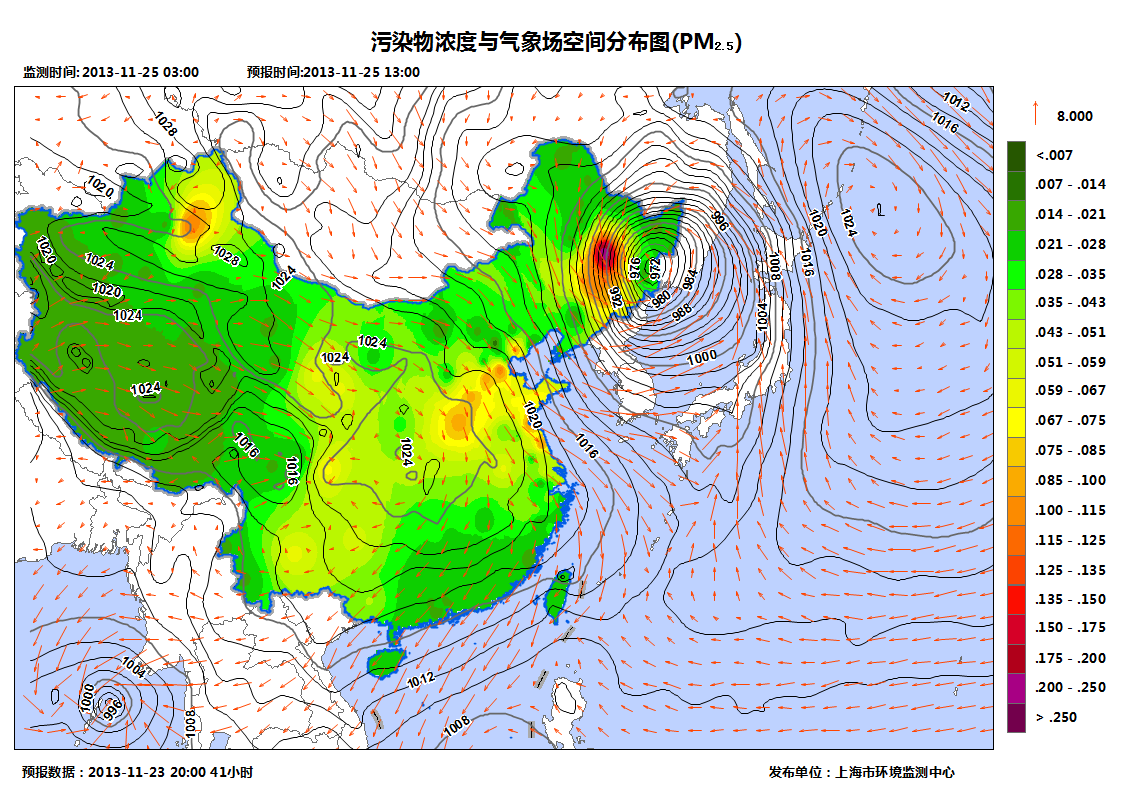 污染物浓度与气象场空间分布图(PM2.5)
监测时间: 2013-11-25 03:00 预报时间:2013-11-25 13:00
8.000
<.007
.007 - .014
.014 - .021
.021 - .028
.028 - .035
.035 - .043
.043 - .051
.051 - .059
.059 - .067
.067 - .075
.075 - .085
.085 - .100
.100 - .115
.115 - .125
.125 - .135
.135 - .150
.150 - .175
.175 - .200
.200 - .250
> .250
1012
1016
1028
1020
1020
1024
1020
1024
1028
1024
996
1020
1024
1008
1016
976
972
984
980
988
992
1004
1000
1024
1024
1024
1020
1016
1024
1016
1016
1004
1000
996
1008
1012
1008
预报数据：2013-11-23 20:00 41小时
发布单位：上海市环境监测中心